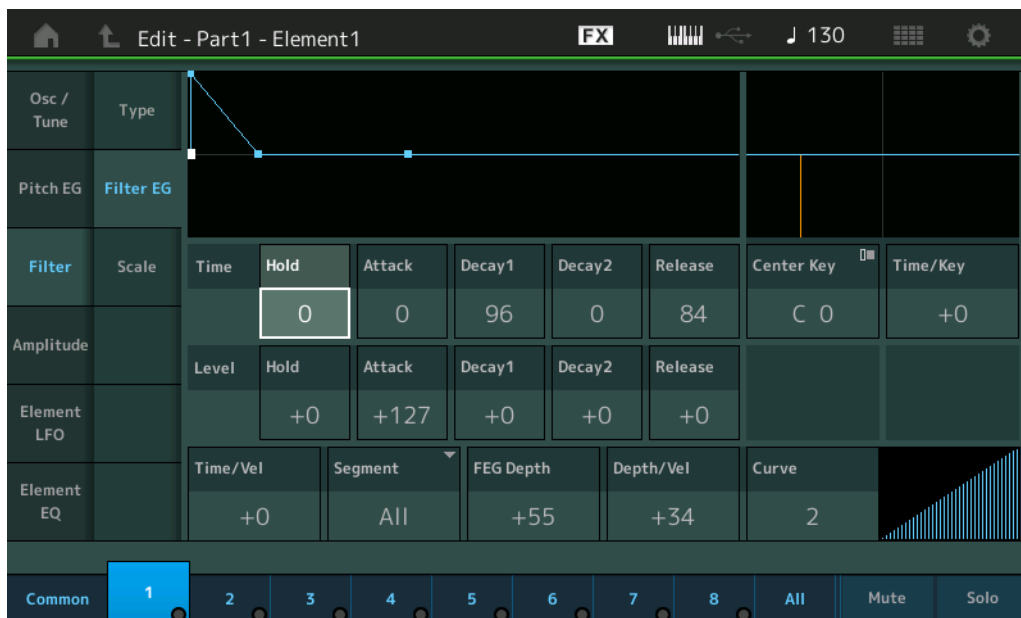 Edit - Part1 - Element1
FX
130
Osc /
Tune
Type
Pitch EG
Filter EG
Filter
Scale
Time
Hold
Attack
Decay1
Decay2
Release
Center Key
Time/Key
0
0
96
0
84
C 0
+0
Amplitude
Level
Hold
Attack
Decay1
Decay2
Release
+0
+127
+0
+0
+0
Element
LFO
Time/Vel
Segment
FEG Depth
Depth/Vel
Curve
Element
EQ
+0
All
+55
+34
2
Common
1
2
3
4
5
6
7
8
All
Mute
Solo